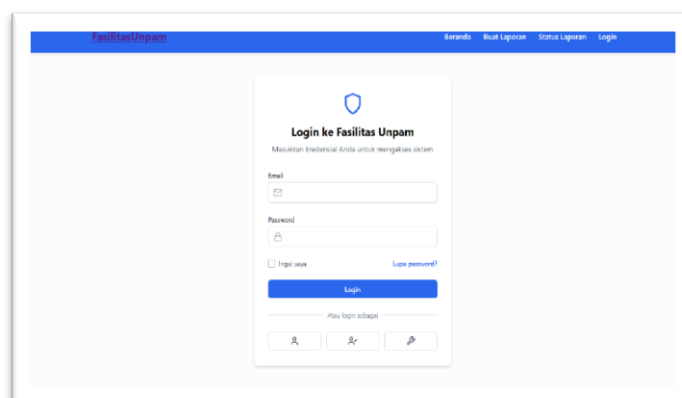 FasilitasUnpam
Beranda Buat Laporan Status Laporan Login
Login ke Fasilitas Unpam
Masukkan kredensial Anda untuk mengakses sistem
Email
Password
Ingat saya Lupa password?
Login
Atau login sebagai